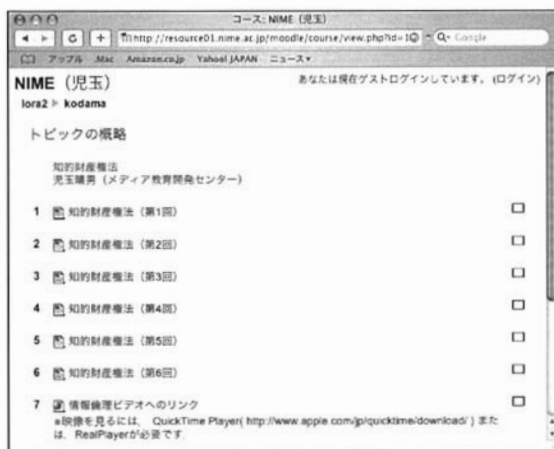 コース: NIME (児玉)
http://resource01.nime.ac.jp/moodle/course/view.php?id=10
Google
アップル Mac Amazon.co.jp Yahoo! JAPAN ニュース▼
NIME (児玉)
あなたは現在ゲストログインしています。(ログイン)
lora2 ▶ kodama
トピックの概略
知的財産権法
児玉晴男 (メディア教育開発センター)
1 知的財産権法 (第1回)
2 知的財産権法 (第2回)
3 知的財産権法 (第3回)
4 知的財産権法 (第4回)
5 知的財産権法 (第5回)
6 知的財産権法 (第6回)
7 情報倫理ビデオへのリンク
※映像を見るには、QuickTime Player( http://www.apple.com/jp/quicktime/download/ ) また
は、RealPlayerが必要です.